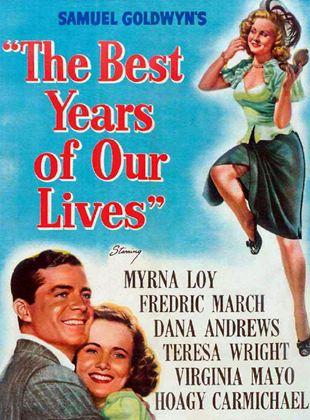 SAMUEL GOLDWYN'S
"The Best
Years
of Our
Lives"
Starring
MYRNA LOY
FREDRIC MARCH
DANA ANDREWS
TERESA WRIGHT
VIRGINIA MAYO
HOAGY CARMICHAEL